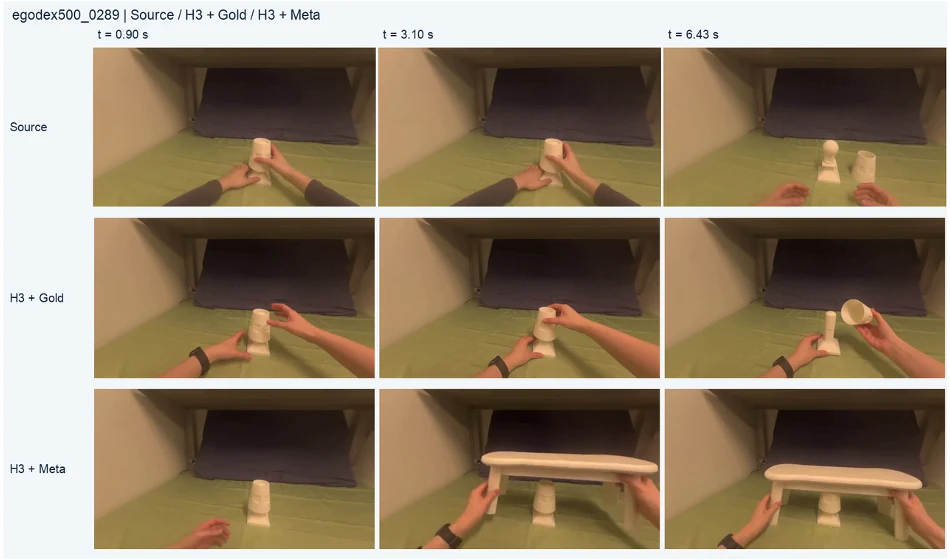 egodex500_0289 | Source / H3 + Gold / H3 + Meta
t = 0.90 s
t = 3.10 s
t = 6.43 s
Source
H3 + Gold
H3 + Meta